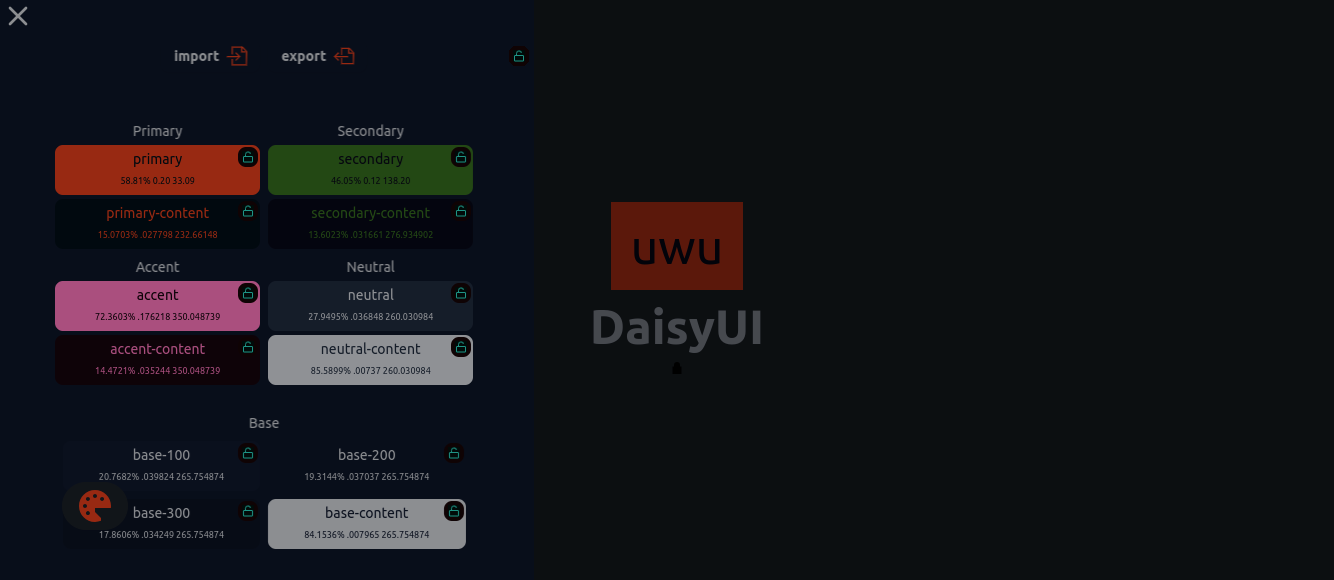 import export
Primary Secondary
primary secondary
58.81% 0.20 33.09 46.05% 0.12 138.20
primary-content secondary-content
15.0703% .027798 232.66148 13.6023% .031661 276.934902
Accent Neutral
accent neutral
72.3603% .176218 350.048739 27.9495% .036848 260.030984
accent-content neutral-content
14.4721% .035244 350.048739 85.5899% .00737 260.030984
Base
base-100 base-200
20.7682% .039824 265.754874 19.3144% .037037 265.754874
base-300 base-content
17.8606% .034249 265.754874 84.1536% .007965 265.754874
uwu
DaisyUI